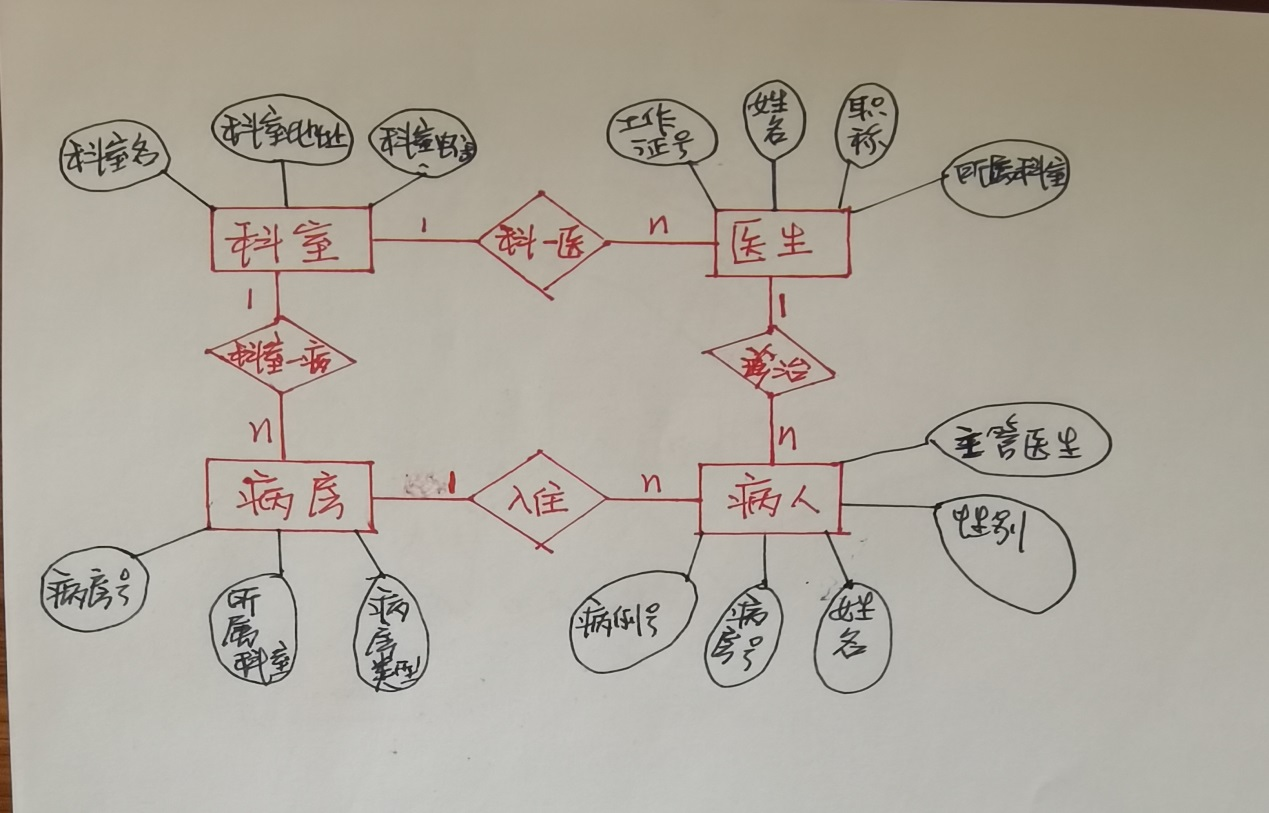 科室名
科室地址
科室电话
工作
证号
姓
名
职
称
所属科室
科室
1
科一医
n
医生
1
1
科室一病
诊治
n
n
主管医生
病房
1
入住
n
病人
性别
病房号
所
属
科室
病
房
类型
病例号
病
房
号
姓
名